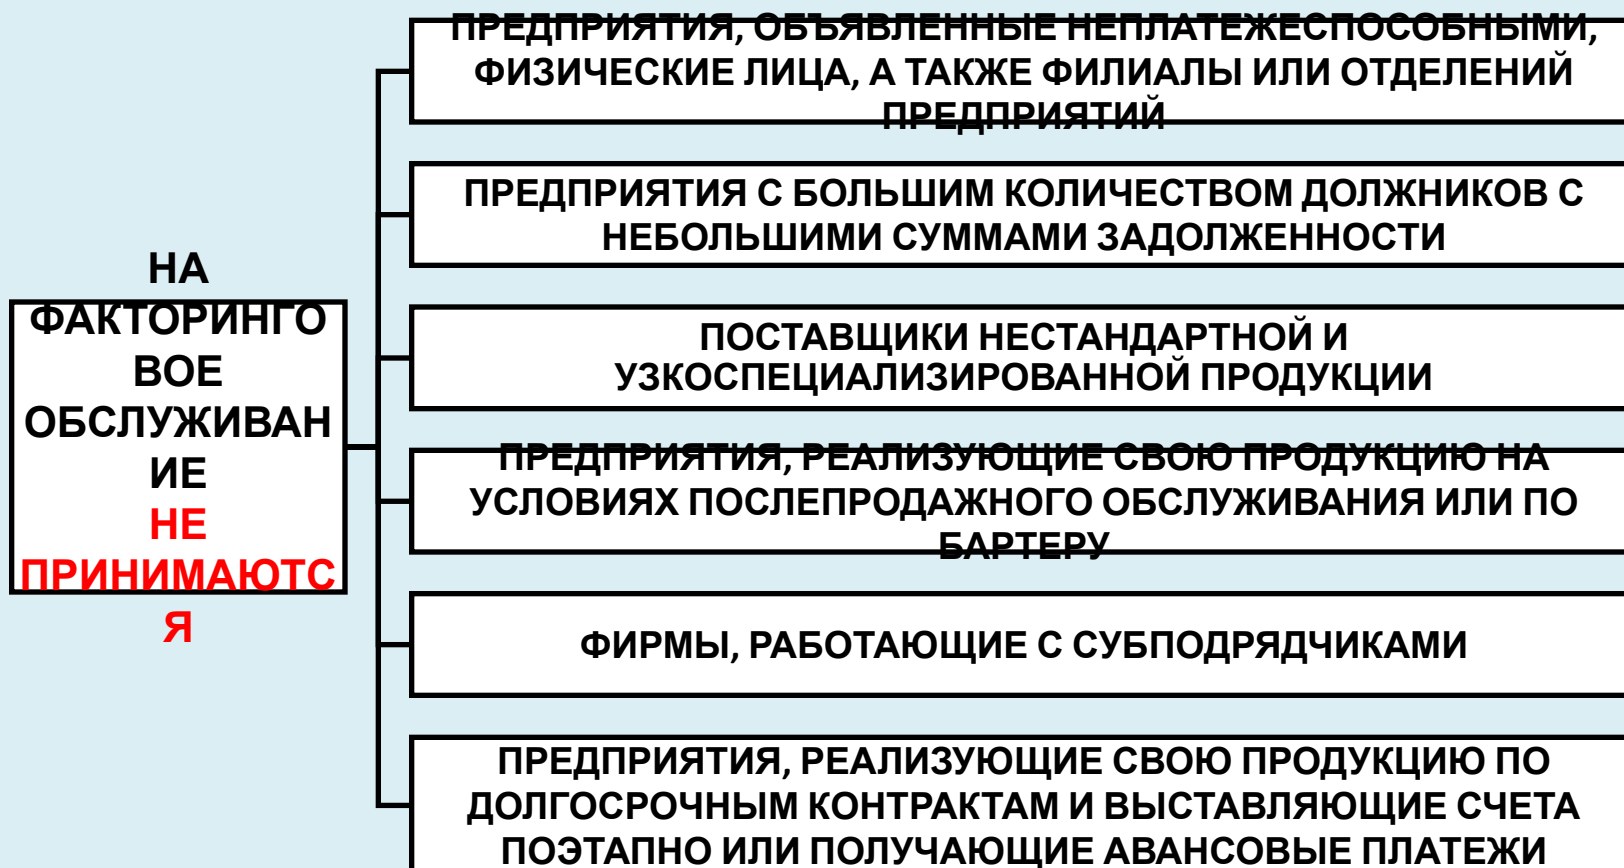 НА
ФАКТОРИНГО
ВОЕ
ОБСЛУЖИВАН
ИЕ
НЕ
ПРИНИМАЮТС
Я
ПРЕДПРИЯТИЯ, ОБЪЯВЛЕННЫЕ НЕПЛАТЕЖЕСПОСОБНЫМИ,
ФИЗИЧЕСКИЕ ЛИЦА, А ТАКЖЕ ФИЛИАЛЫ ИЛИ ОТДЕЛЕНИЙ
ПРЕДПРИЯТИЙ
ПРЕДПРИЯТИЯ С БОЛЬШИМ КОЛИЧЕСТВОМ ДОЛЖНИКОВ С
НЕБОЛЬШИМИ СУММАМИ ЗАДОЛЖЕННОСТИ
ПОСТАВЩИКИ НЕСТАНДАРТНОЙ И
УЗКОСПЕЦИАЛИЗИРОВАННОЙ ПРОДУКЦИИ
ПРЕДПРИЯТИЯ, РЕАЛИЗУЮЩИЕ СВОЮ ПРОДУКЦИЮ НА
УСЛОВИЯХ ПОСЛЕПРОДАЖНОГО ОБСЛУЖИВАНИЯ ИЛИ ПО
БАРТЕРУ
ФИРМЫ, РАБОТАЮЩИЕ С СУБПОДРЯДЧИКАМИ
ПРЕДПРИЯТИЯ, РЕАЛИЗУЮЩИЕ СВОЮ ПРОДУКЦИЮ ПО
ДОЛГОСРОЧНЫМ КОНТРАКТАМ И ВЫСТАВЛЯЮЩИЕ СЧЕТА
ПОЭТАПНО ИЛИ ПОЛУЧАЮЩИЕ АВАНСОВЫЕ ПЛАТЕЖИ